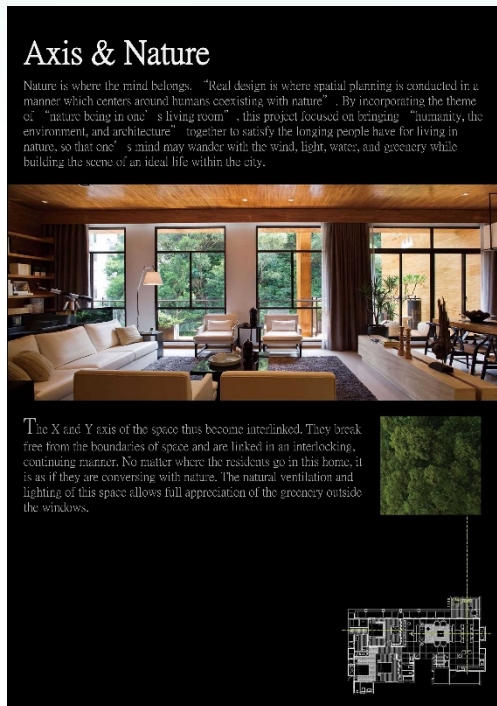 Axis & Nature
Nature is where the mind belongs. “Real design is where spatial planning is conducted in a
manner which centers around humans coexisting with nature”. By incorporating the theme
of “nature being in one’s living room”, this project focused on bringing “humanity, the
environment, and architecture” together to satisfy the longing people have for living in
nature, so that one’s mind may wander with the wind, light, water, and greenery while
building the scene of an ideal life within the city.
The X and Y axis of the space thus become interlinked. They break
free from the boundaries of space and are linked in an interlocking,
continuing manner. No matter where the residents go in this home, it
is as if they are conversing with nature. The natural ventilation and
lighting of this space allows full appreciation of the greenery outside
the windows.